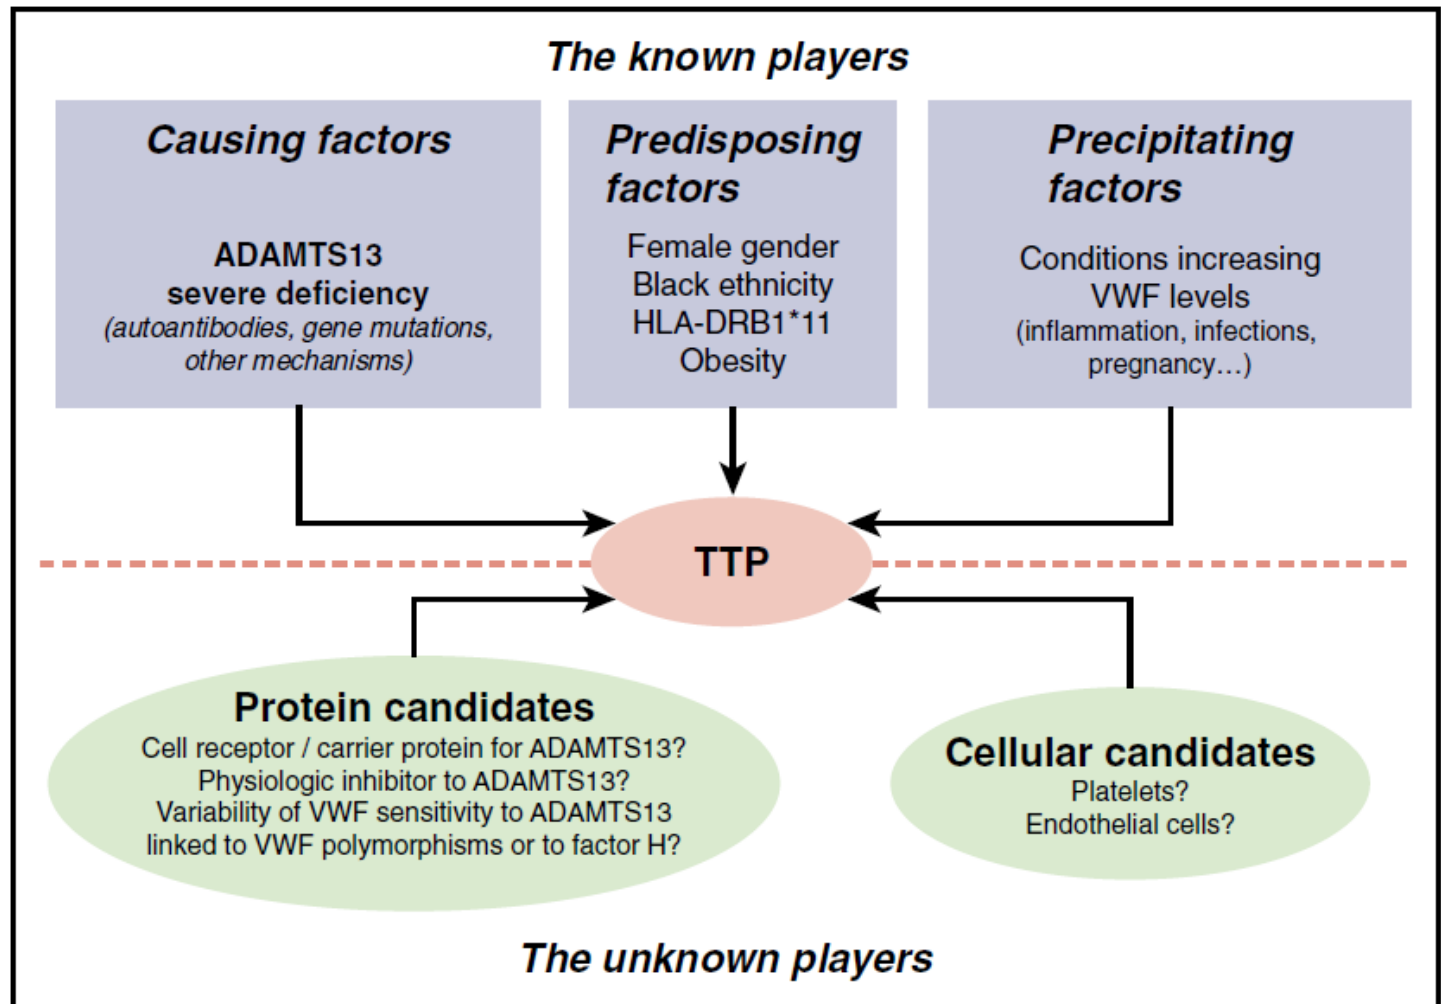 The known players
Causing factors
ADAMTS13
severe deficiency
(autoantibodies, gene mutations,
other mechanisms)
Predisposing
factors
Female gender
Black ethnicity
HLA-DRB1*11
Obesity
Precipitating
factors
Conditions increasing
VWF levels
(inflammation, infections,
pregnancy…)
TTP
Protein candidates
Cell receptor / carrier protein for ADAMTS13?
Physiologic inhibitor to ADAMTS13?
Variability of VWF sensitivity to ADAMTS13
linked to VWF polymorphisms or to factor H?
Cellular candidates
Platelets?
Endothelial cells?
The unknown players